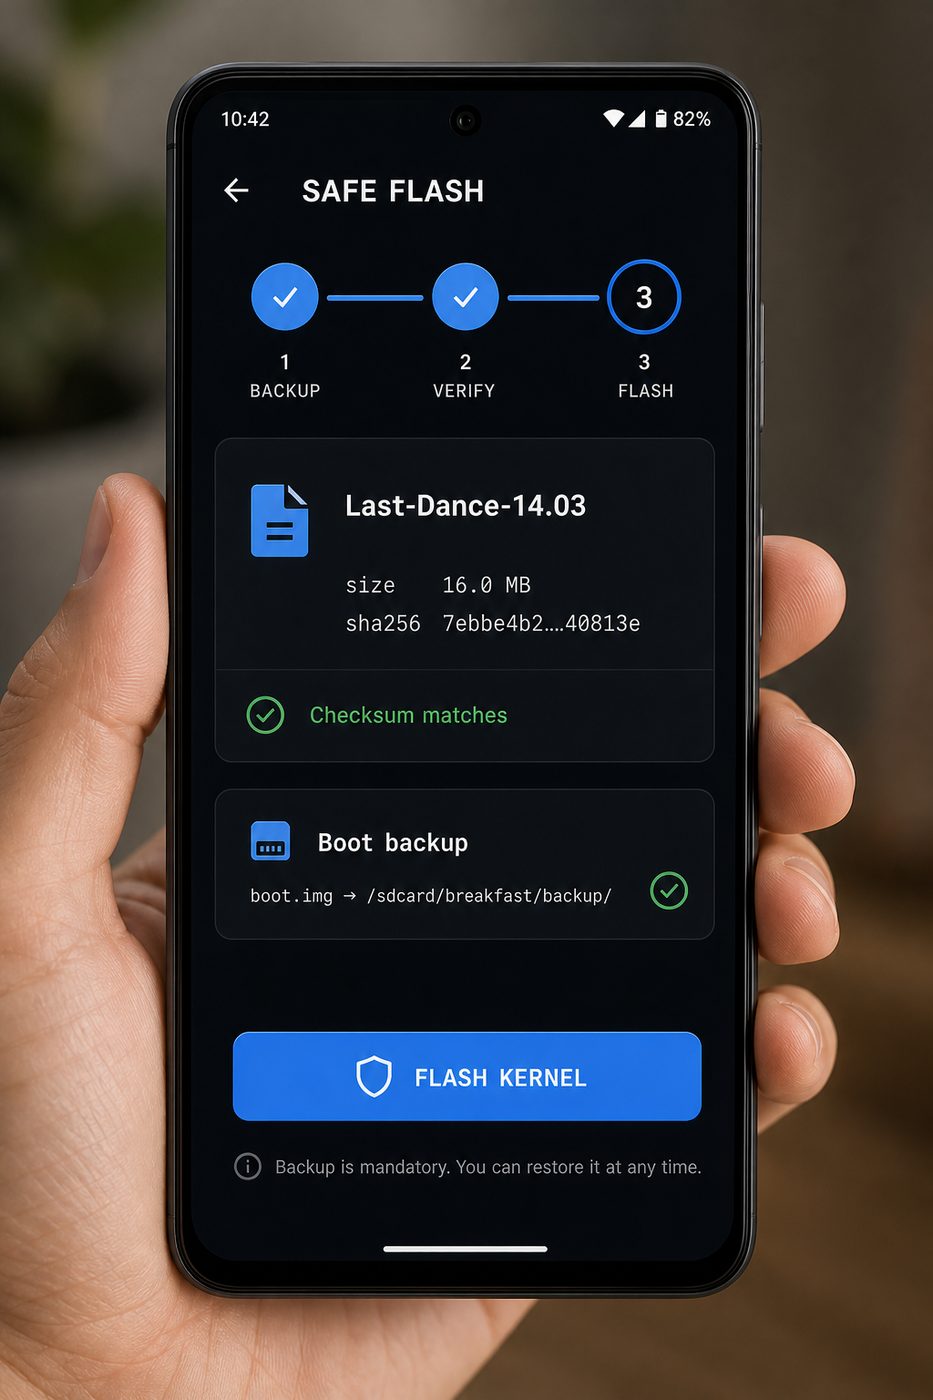 10:42
82%
SAFE FLASH
3
1
BACKUP
2
VERIFY
3
FLASH
Last-Dance-14.03
size 16.0 MB
sha256 7ebbe4b2....40813e
Checksum matches
Boot backup
boot.img → /sdcard/breakfast/backup/
FLASH KERNEL
Backup is mandatory. You can restore it at any time.